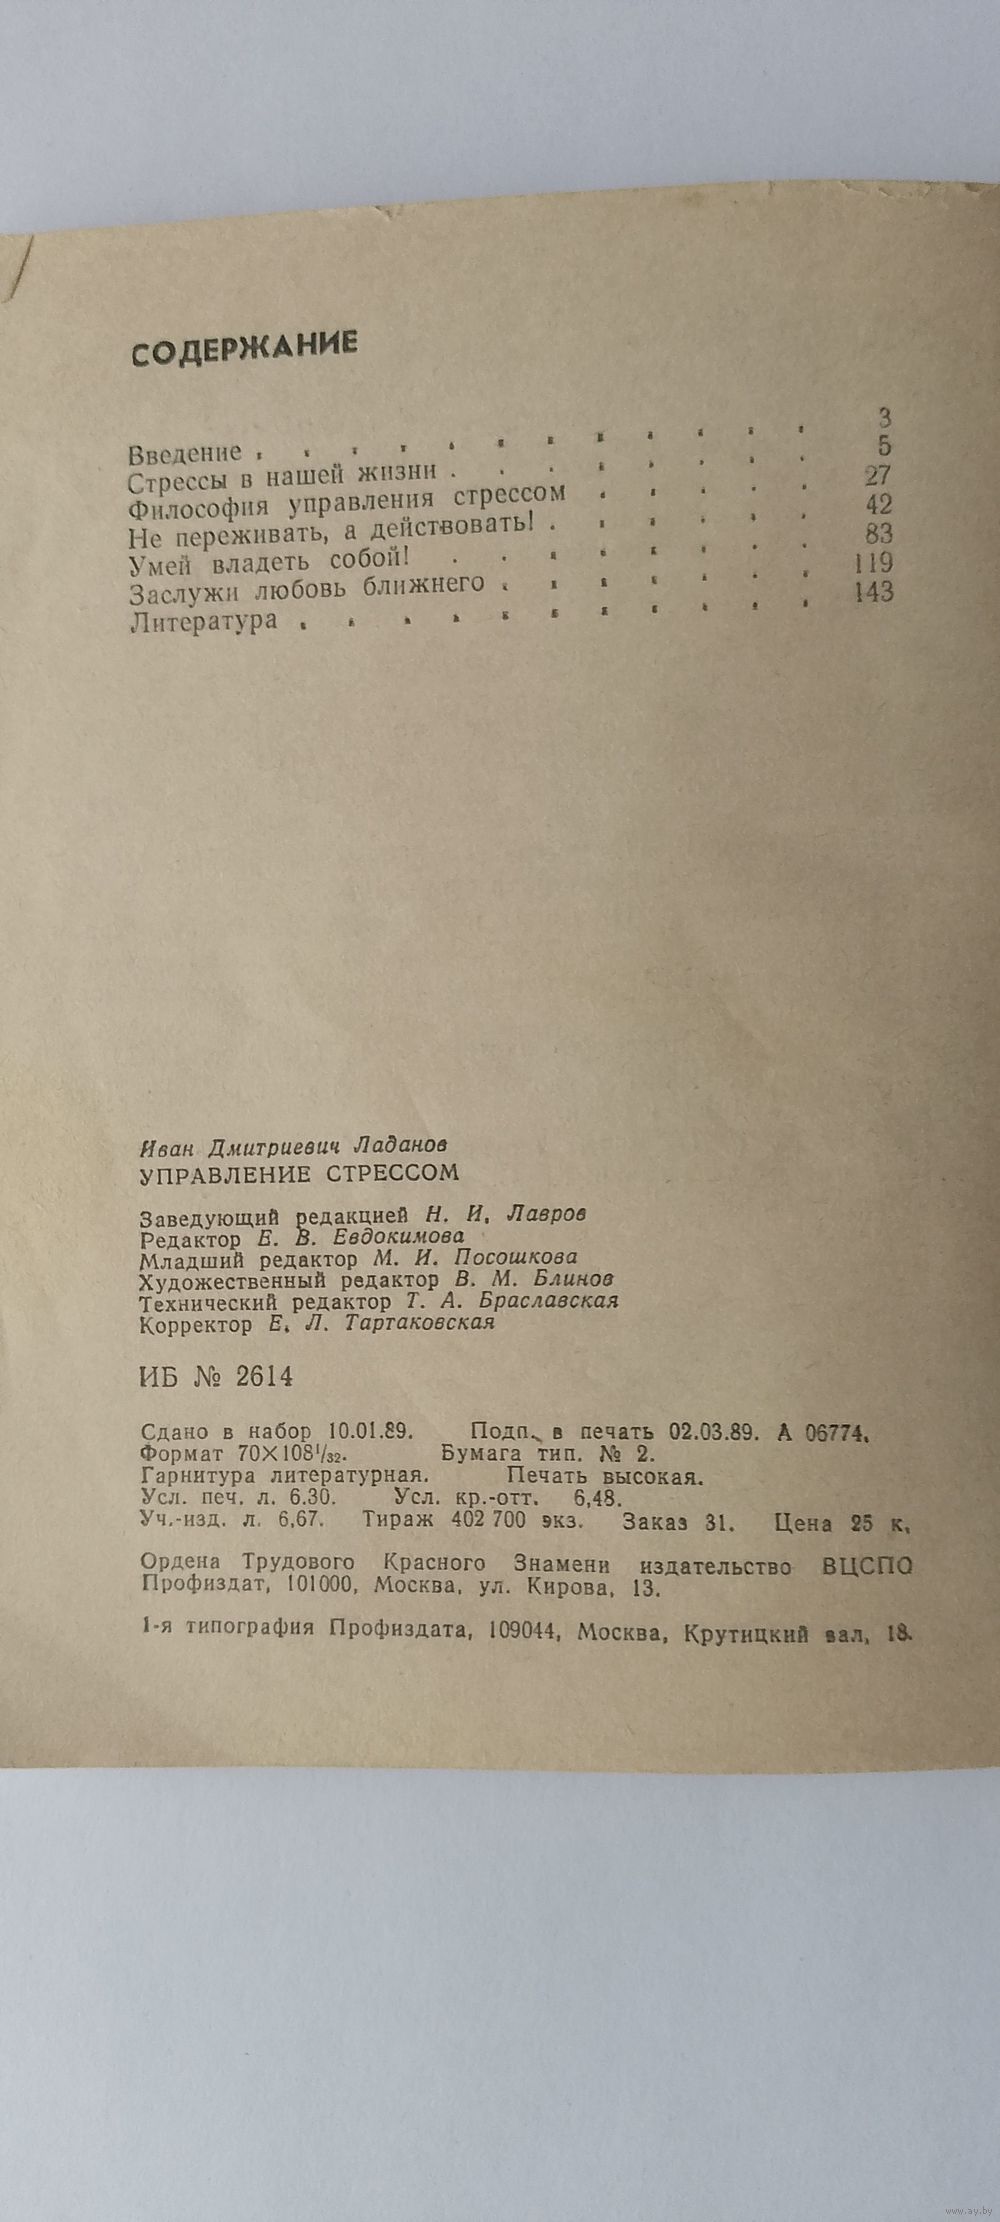 СОДЕРЖАНИЕ
Введение . . . . . . . . . . . . 3
Стрессы в нашей жизни . . . . . . . . 5
Философия управления стрессом . . . . . 27
Не переживать, а действовать! . . . . . . 42
Умей владеть собой! . . . . . . . . 83
Заслужи любовь ближнего . . . . . . . 119
Литература . . . . . . . . . . . 143
Иван Дмитриевич Ладанов
УПРАВЛЕНИЕ СТРЕССОМ
Заведующий редакцией Н. И. Лавров
Редактор Е. В. Евдокимова
Младший редактор М. И. Посошкова
Художественный редактор В. М. Блинов
Технический редактор Т. А. Браславская
Корректор Е. Л. Тартаковская
ИБ № 2614
Сдано в набор 10.01.89. Подп. в печать 02.03.89. А 06774.
Формат 70×108¹/₃₂. Бумага тип. № 2.
Гарнитура литературная. Печать высокая.
Усл. печ. л. 6.30. Усл. кр.-отт. 6,48.
Уч.-изд. л. 6,67. Тираж 402 700 экз. Заказ 31. Цена 25 к.
Ордена Трудового Красного Знамени издательство ВЦСПО
Профиздат, 101000, Москва, ул. Кирова, 13.
1-я типография Профиздата, 109044, Москва, Крутицкий вал, 18.
www.ay.by